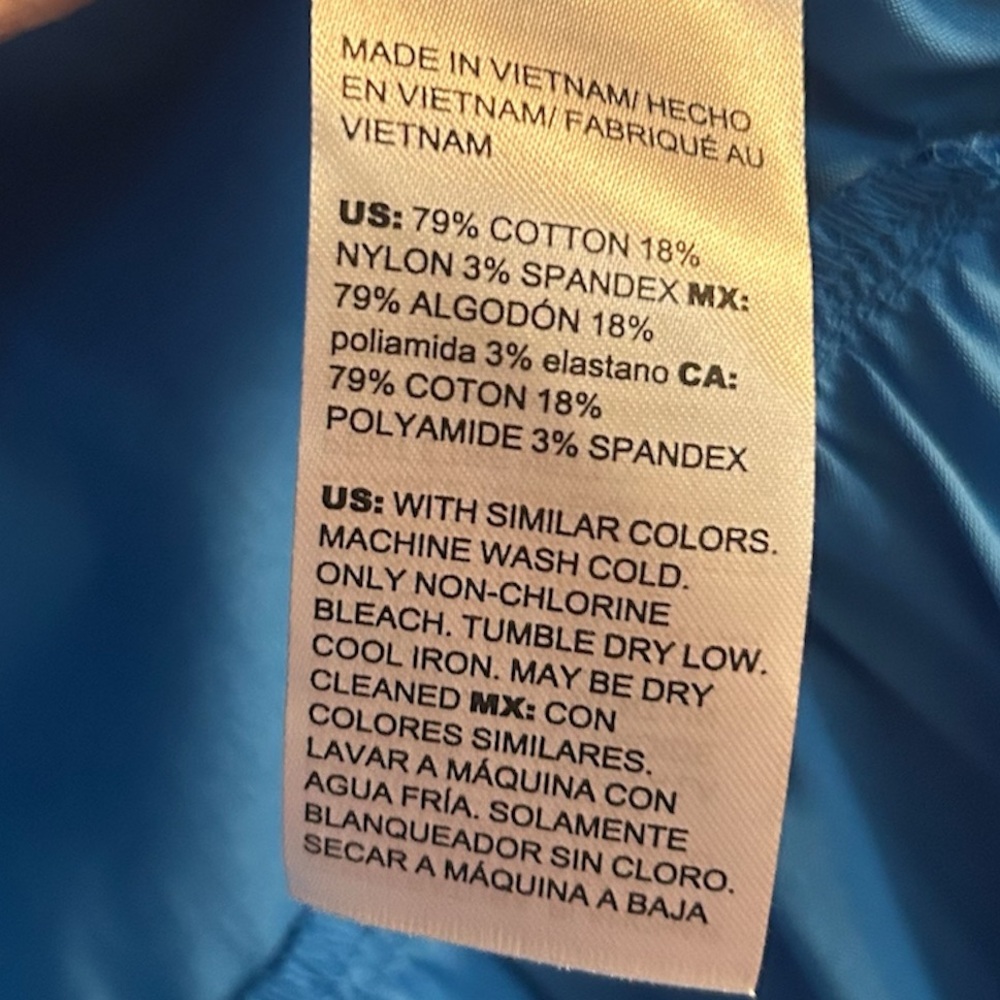 MADE IN VIETNAM/ HECHO
EN VIETNAM/ FABRIQUÉ AU
VIETNAM
US: 79% COTTON 18%
NYLON 3% SPANDEX MX:
79% ALGODÓN 18%
poliamida 3% elastano CA:
79% COTON 18%
POLYAMIDE 3% SPANDEX
US: WITH SIMILAR COLORS.
MACHINE WASH COLD.
ONLY NON-CHLORINE
BLEACH. TUMBLE DRY LOW.
COOL IRON. MAY BE DRY
CLEANED MX: CON
COLORES SIMILARES.
LAVAR A MÁQUINA CON
AGUA FRÍA. SOLAMENTE
BLANQUEADOR SIN CLORO.
SECAR A MÁQUINA A BAJA